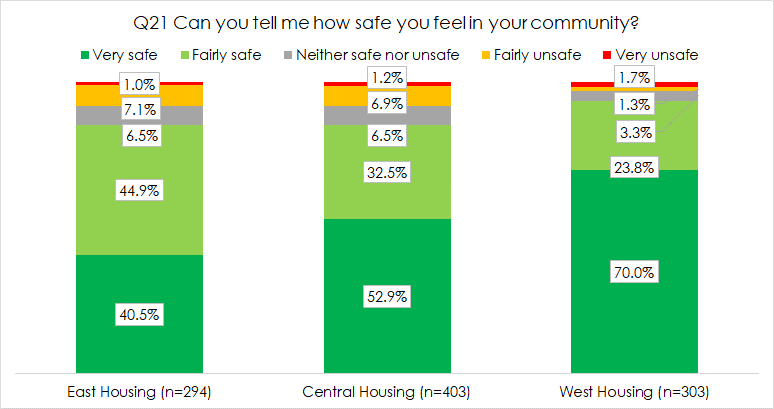 Q21 Can you tell me how safe you feel in your community?
Very safe Fairly safe Neither safe nor unsafe Fairly unsafe Very unsafe
1.0% 1.2% 1.7%
7.1% 6.9% 1.3%
6.5% 6.5% 3.3%
44.9% 32.5% 23.8%
40.5% 52.9% 70.0%
East Housing (n=294) Central Housing (n=403) West Housing (n=303)